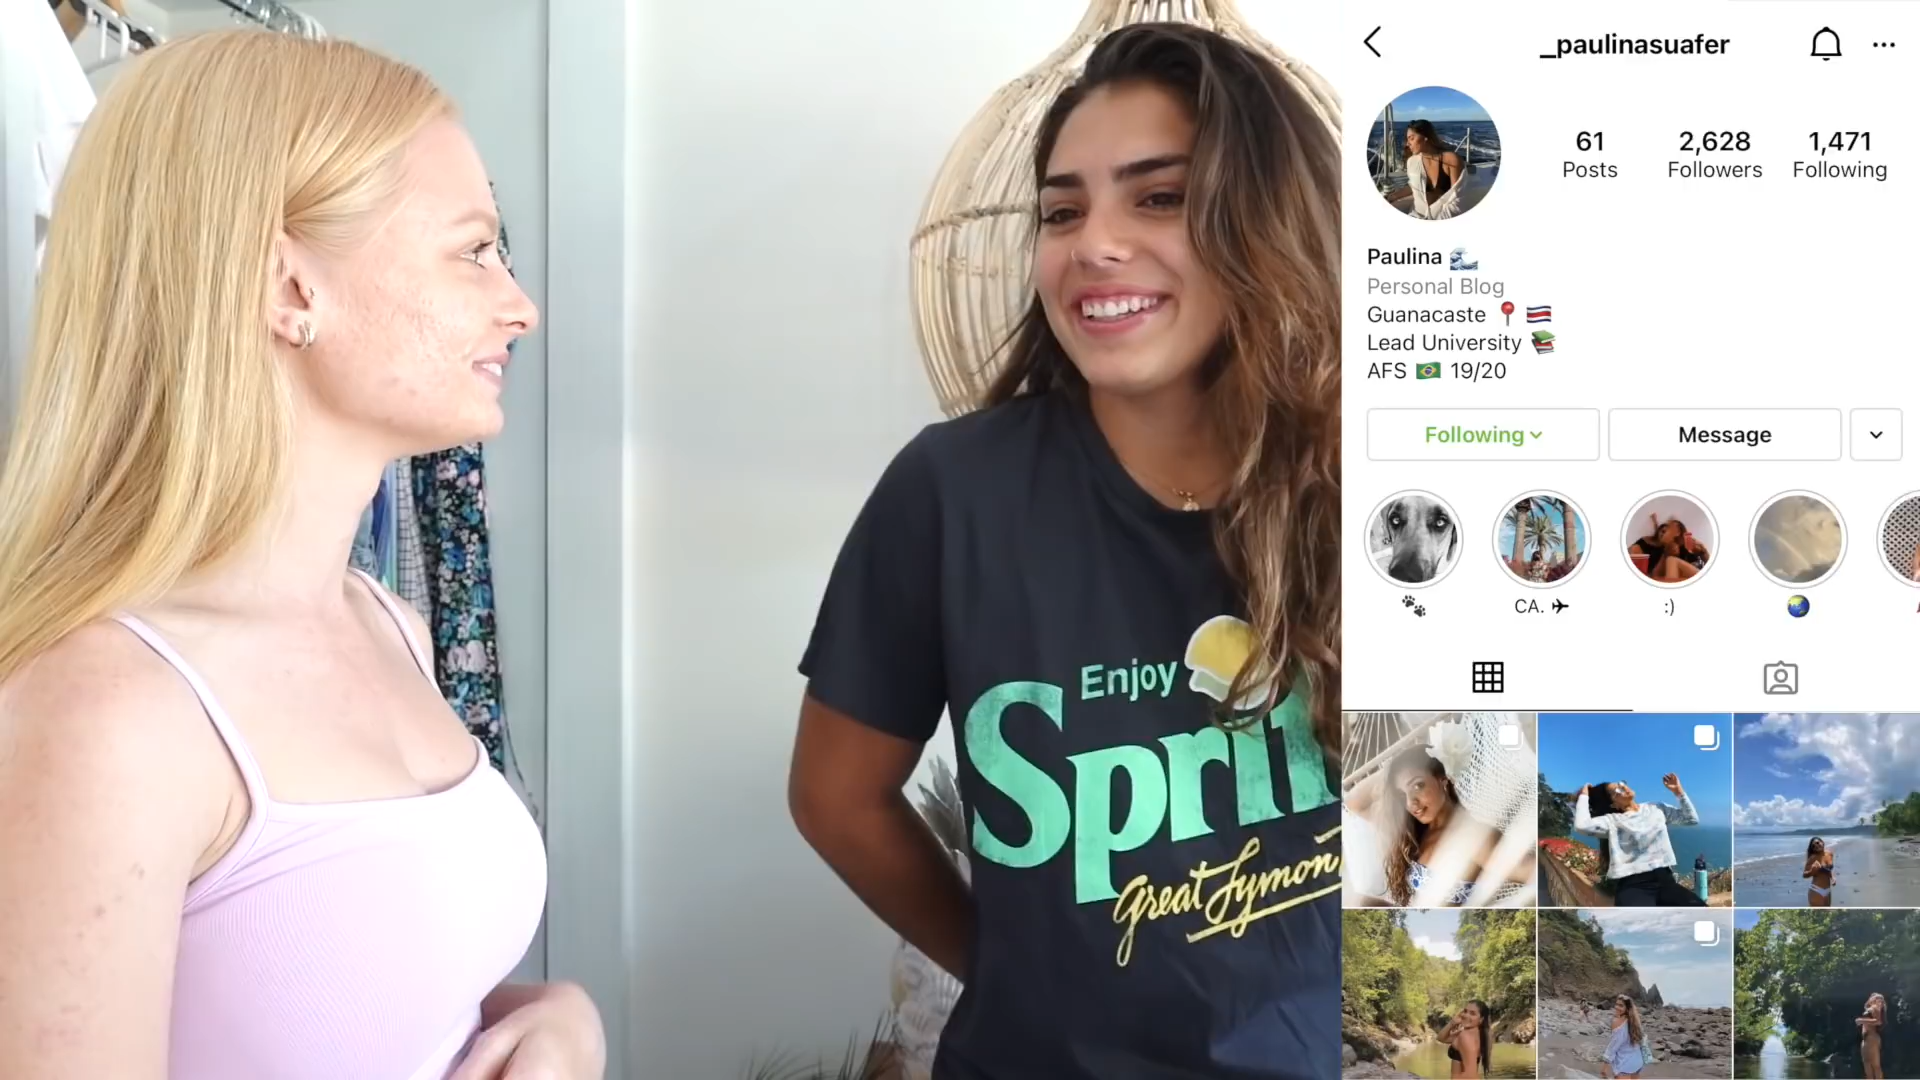 Enjoy
Sprit
Great Lymon
_paulinasuafer
61
Posts
2,628
Followers
1,471
Following
Paulina 🌊
Personal Blog
Guanacaste 📍 🇨🇷
Lead University 📚
AFS 🇧🇷 19/20
Following
Message
🐾
CA. ✈
:)
🌏